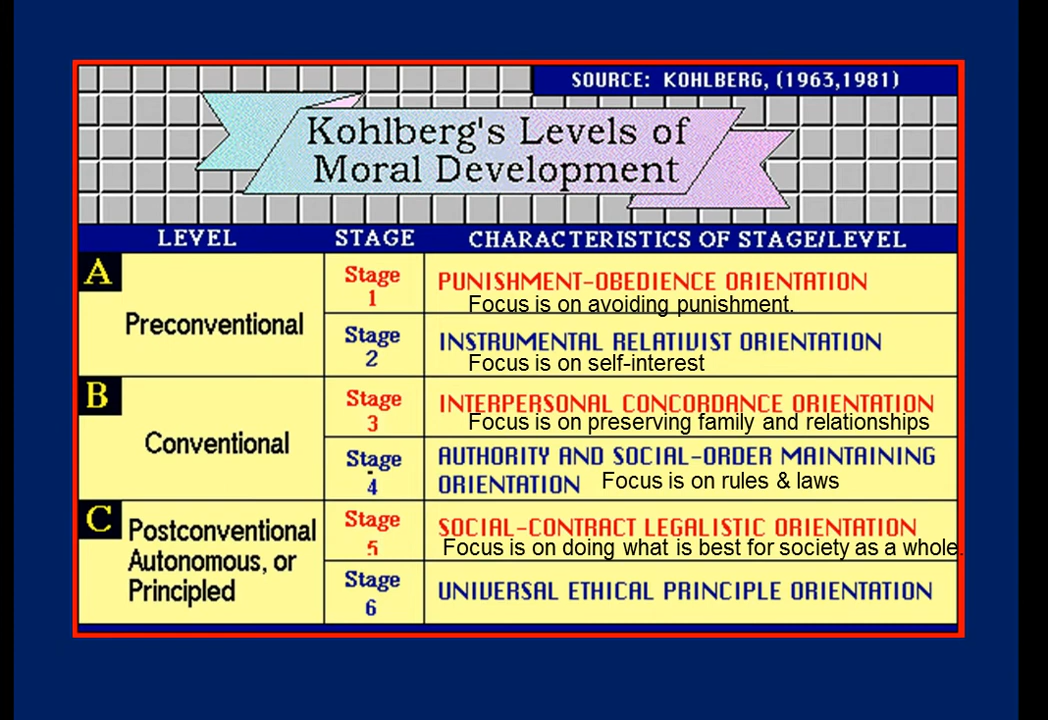 SOURCE: KOHLBERG, (1963,1981)
Kohlberg's Levels of
Moral Development
LEVEL STAGE CHARACTERISTICS OF STAGE/LEVEL
A
Preconventional
Stage
1
PUNISHMENT-OBEDIENCE ORIENTATION
Focus is on avoiding punishment.
Stage
2
INSTRUMENTAL RELATIVIST ORIENTATION
Focus is on self-interest
B
Conventional
Stage
3
INTERPERSONAL CONCORDANCE ORIENTATION
Focus is on preserving family and relationships
Stage
4
AUTHORITY AND SOCIAL-ORDER MAINTAINING
ORIENTATION Focus is on rules & laws
C
Postconventional
Autonomous, or
Principled
Stage
5
SOCIAL-CONTRACT LEGALISTIC ORIENTATION
Focus is on doing what is best for society as a whole.
Stage
6
UNIVERSAL ETHICAL PRINCIPLE ORIENTATION